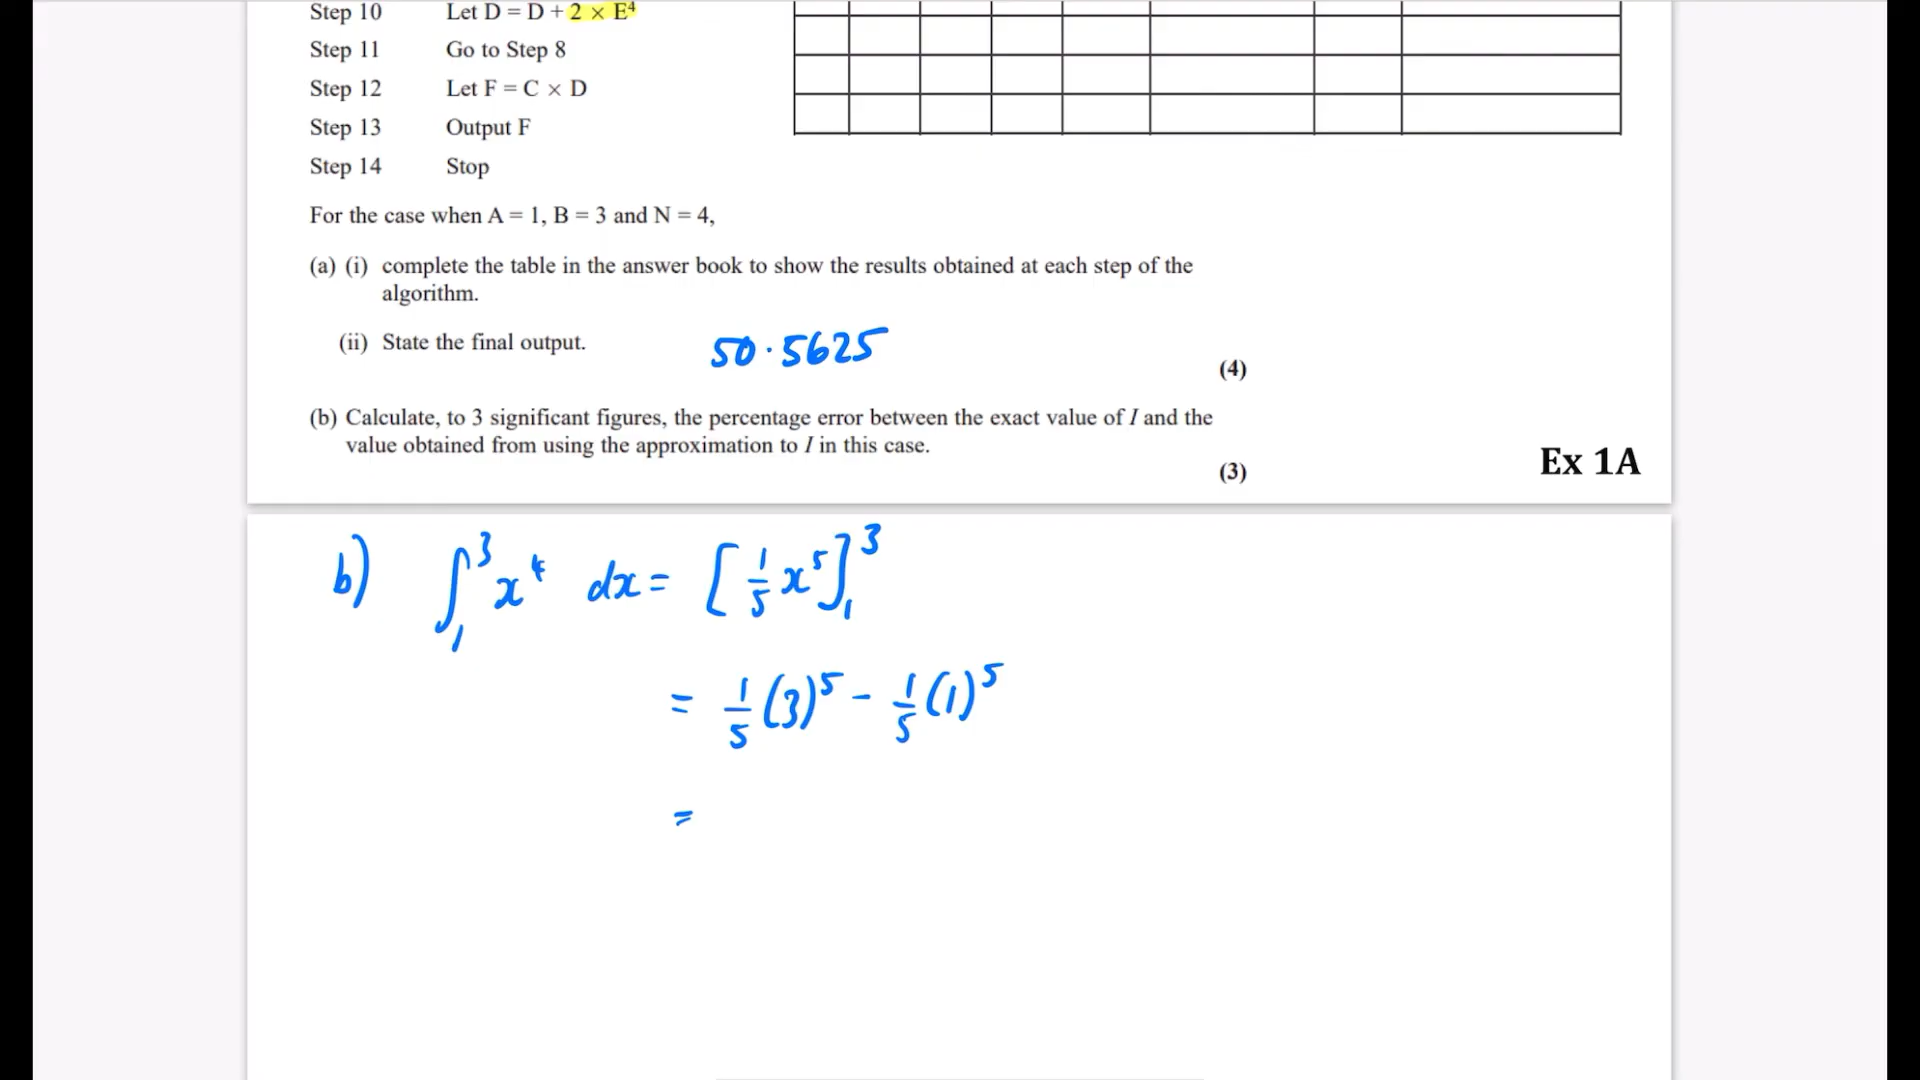 Step 10 Let D = D + 2 × E⁴
Step 11 Go to Step 8
Step 12 Let F = C × D
Step 13 Output F
Step 14 Stop
For the case when A = 1, B = 3 and N = 4,
(a) (i) complete the table in the answer book to show the results obtained at each step of the
algorithm.
(ii) State the final output. 50.5625
(4)
(b) Calculate, to 3 significant figures, the percentage error between the exact value of I and the
value obtained from using the approximation to I in this case.
(3)
Ex 1A
b) ∫₁³ x⁴ dx = [1/5 x⁵]₁³
= 1/5 (3)⁵ - 1/5 (1)⁵
=